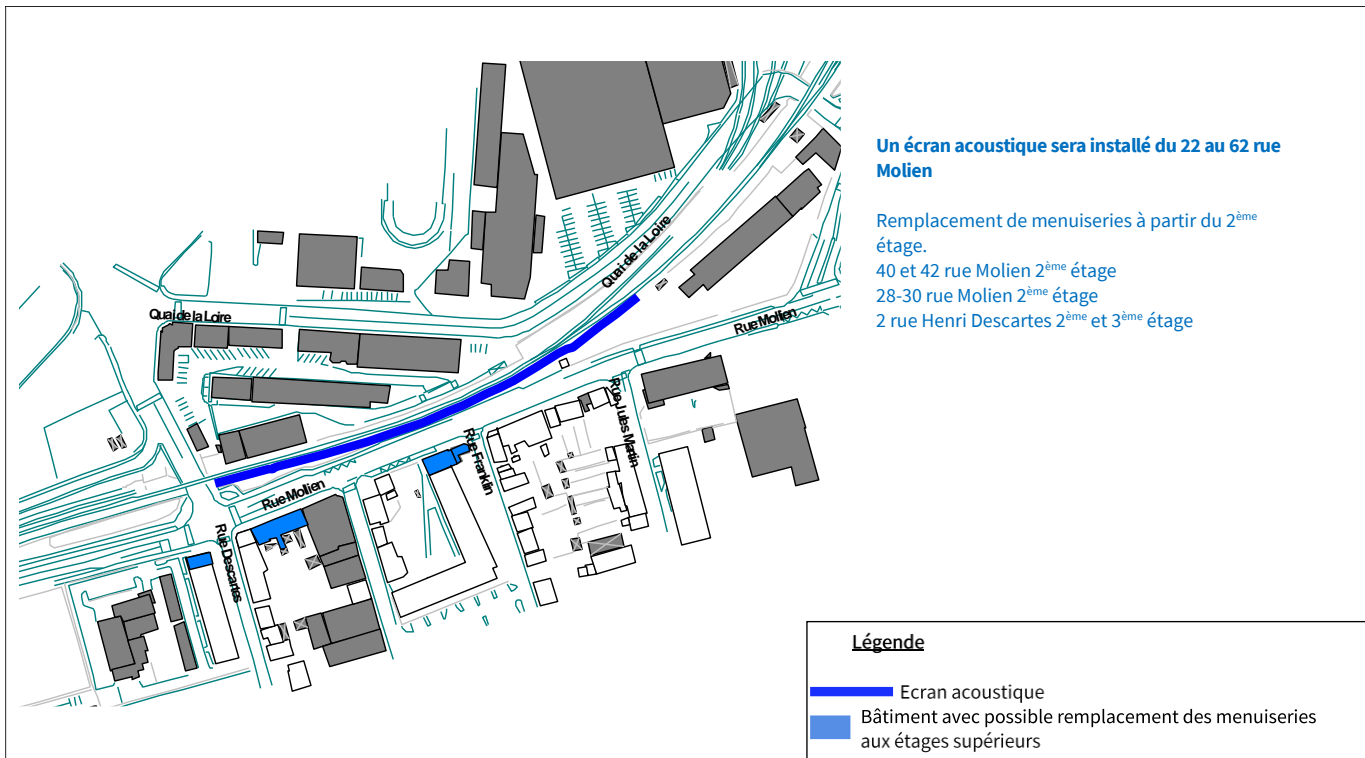 Un écran acoustique sera installé du 22 au 62 rue
Molien
Remplacement de menuiseries à partir du 2ème
étage.
40 et 42 rue Molien 2ème étage
28-30 rue Molien 2ème étage
2 rue Henri Descartes 2ème et 3ème étage
Quai de la Loire
Quai de la Loire
Rue Mollien
Rue Jules Martin
Rue Franklin
Rue Mollien
Rue Descartes
Légende
Ecran acoustique
Bâtiment avec possible remplacement des menuiseries
aux étages supérieurs